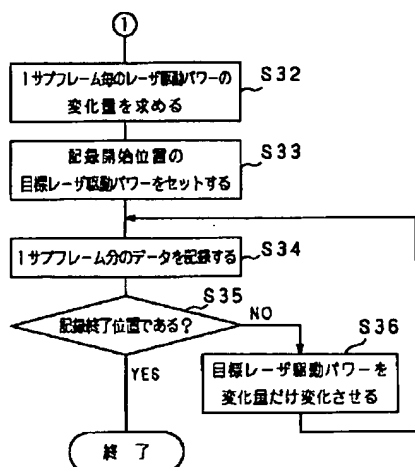 1
1サブフレーム毎のレーザ駆動パワーの
変化量を求める
S32
記録開始位置の
目標レーザ駆動パワーをセットする
S33
1サブフレーム分のデータを記録する
S34
記録終了位置である?
S35
NO
YES
目標レーザ駆動パワーを
変化量だけ変化させる
S36
終了